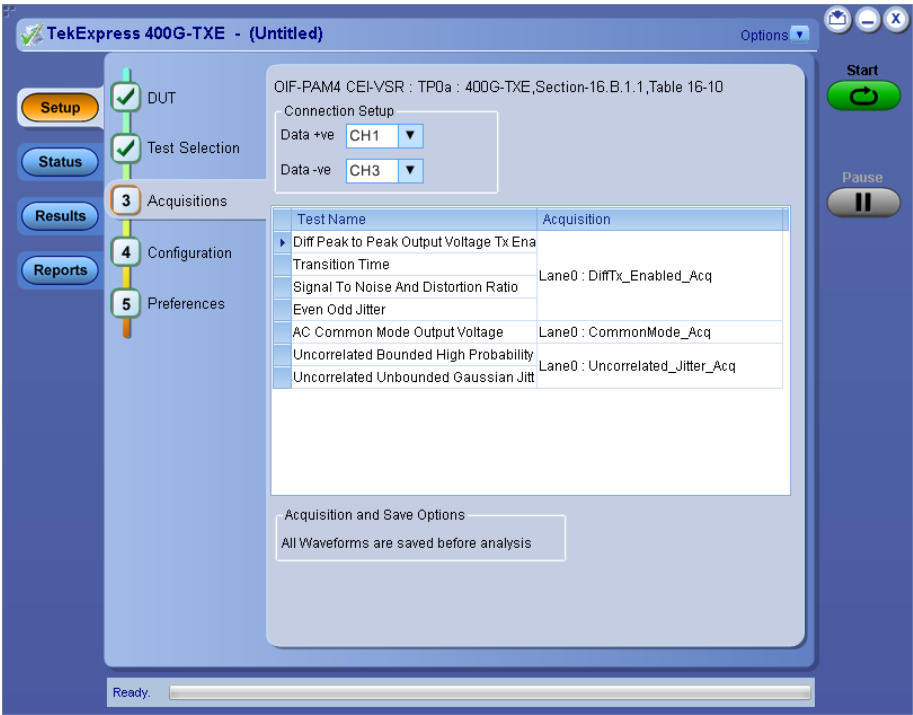 TekExpress 400G-TXE - (Untitled)
Options
Start
Pause
Setup
Status
Results
Reports
DUT
Test Selection
3 Acquisitions
4 Configuration
5 Preferences
OIF-PAM4 CEI-VSR : TP0a : 400G-TXE,Section-16.B.1.1,Table 16-10
Connection Setup
Data +ve CH1
Data -ve CH3
Test Name Acquisition
Diff Peak to Peak Output Voltage Tx Ena
Transition Time
Lane0 : DiffTx_Enabled_Acq
Signal To Noise And Distortion Ratio
Even Odd Jitter
AC Common Mode Output Voltage Lane0 : CommonMode_Acq
Uncorrelated Bounded High Probability
Lane0 : Uncorrelated_Jitter_Acq
Uncorrelated Unbounded Gaussian Jitt
Acquisition and Save Options
All Waveforms are saved before analysis
Ready.